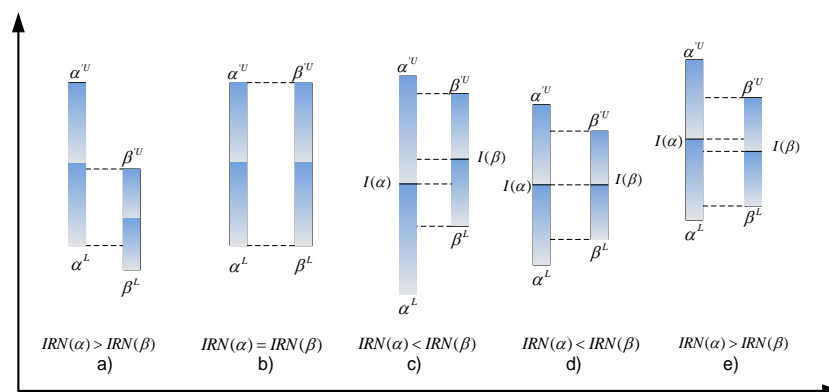 α'U
β'U
α^L
β^L
IRN(α) > IRN(β)
a)
α'U
β'U
α^L
β^L
IRN(α) = IRN(β)
b)
α'U
β'U
I(β)
I(α)
β^L
α^L
IRN(α) < IRN(β)
c)
α'U
β'U
I(α)
I(β)
β^L
α^L
IRN(α) < IRN(β)
d)
α'U
β'U
I(α)
I(β)
β^L
α^L
IRN(α) > IRN(β)
e)